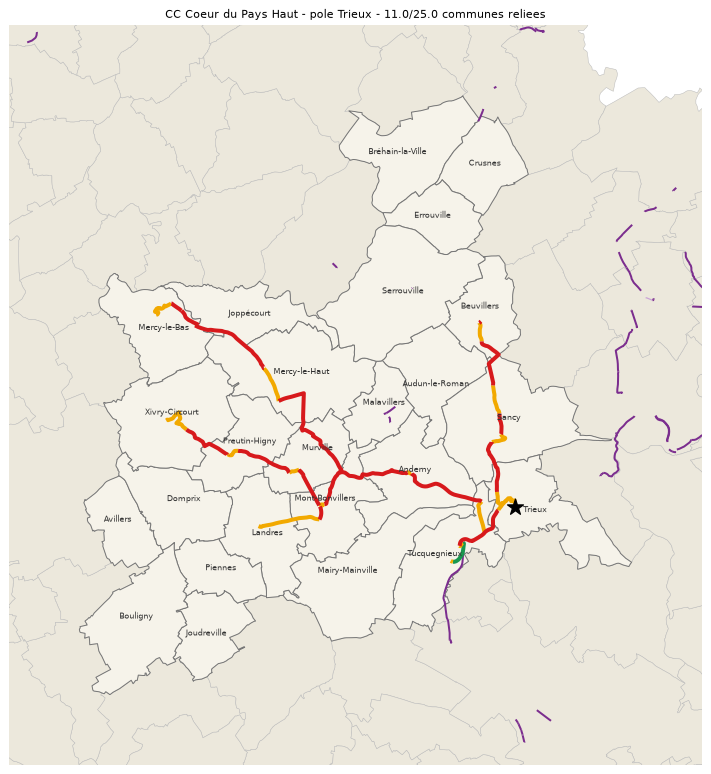 CC Coeur du Pays Haut - pole Trieux - 11.0/25.0 communes reliees
Bréhain-la-Ville
Crusnes
Errouville
Serrouville
Beuvillers
Joppécourt
Mercy-le-Bas
Mercy-le-Haut
Audun-le-Roman
Malavillers
Xivry-Circourt
Sancy
Preutin-Higny
Murville
Anderny
Domprix
Mont-Bonvillers
Trieux
Avillers
Landres
Tucquegnieux
Piennes
Mairy-Mainville
Bouligny
Joudreville